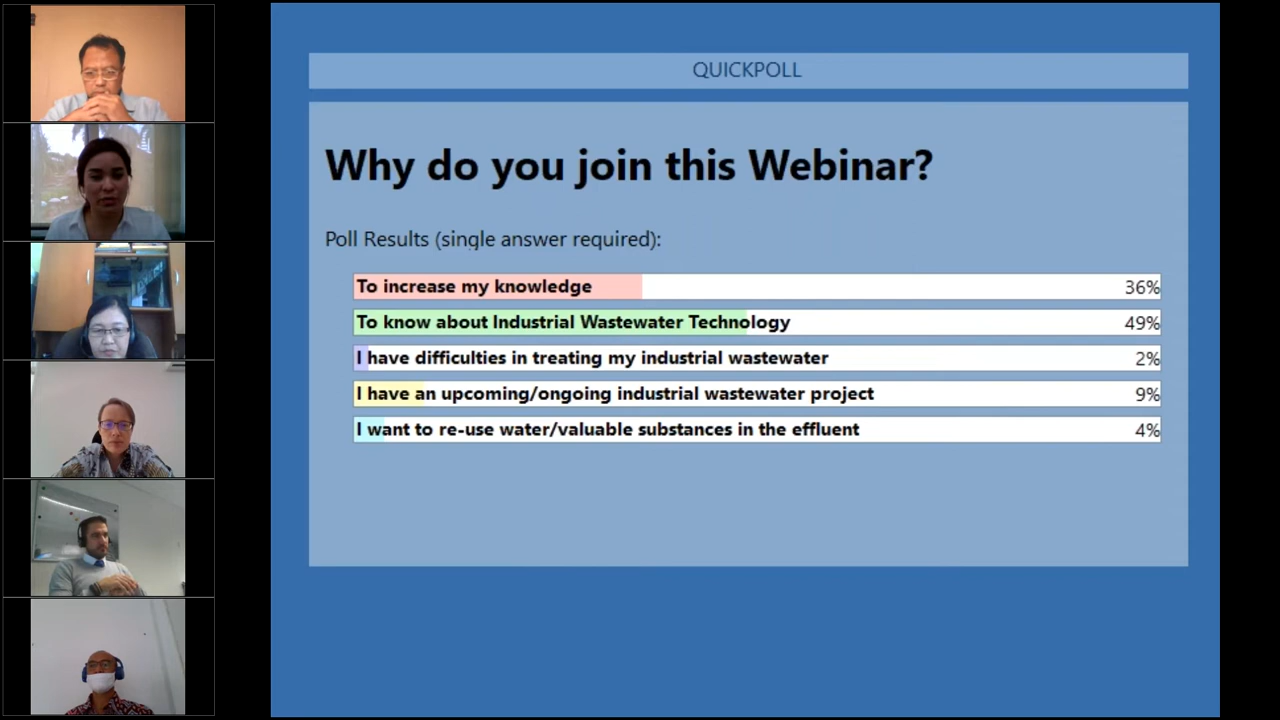 QUICKPOLL
Why do you join this Webinar?
Poll Results (single answer required):
To increase my knowledge 36%
To know about Industrial Wastewater Technology 49%
I have difficulties in treating my industrial wastewater 2%
I have an upcoming/ongoing industrial wastewater project 9%
I want to re-use water/valuable substances in the effluent 4%